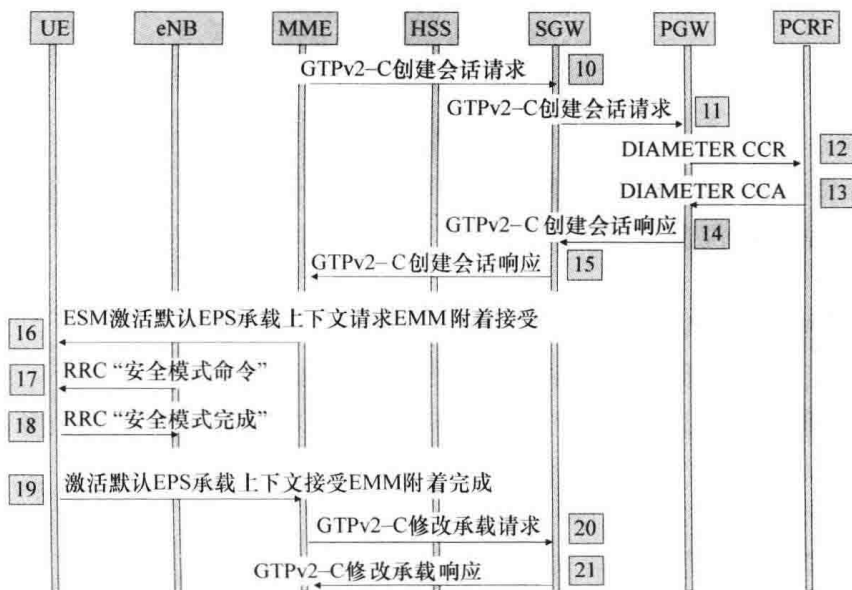 UE eNB MME HSS SGW PGW PCRF
GTPv2-C创建会话请求 10
GTPv2-C创建会话请求 11
DIAMETER CCR 12
DIAMETER CCA 13
GTPv2-C 创建会话响应 14
GTPv2-C创建会话响应 15
16 ESM激活默认EPS承载上下文请求EMM附着接受
17 RRC “安全模式命令”
18 RRC “安全模式完成”
19 激活默认EPS承载上下文接受EMM附着完成
GTPv2-C修改承载请求 20
GTPv2-C修改承载响应 21